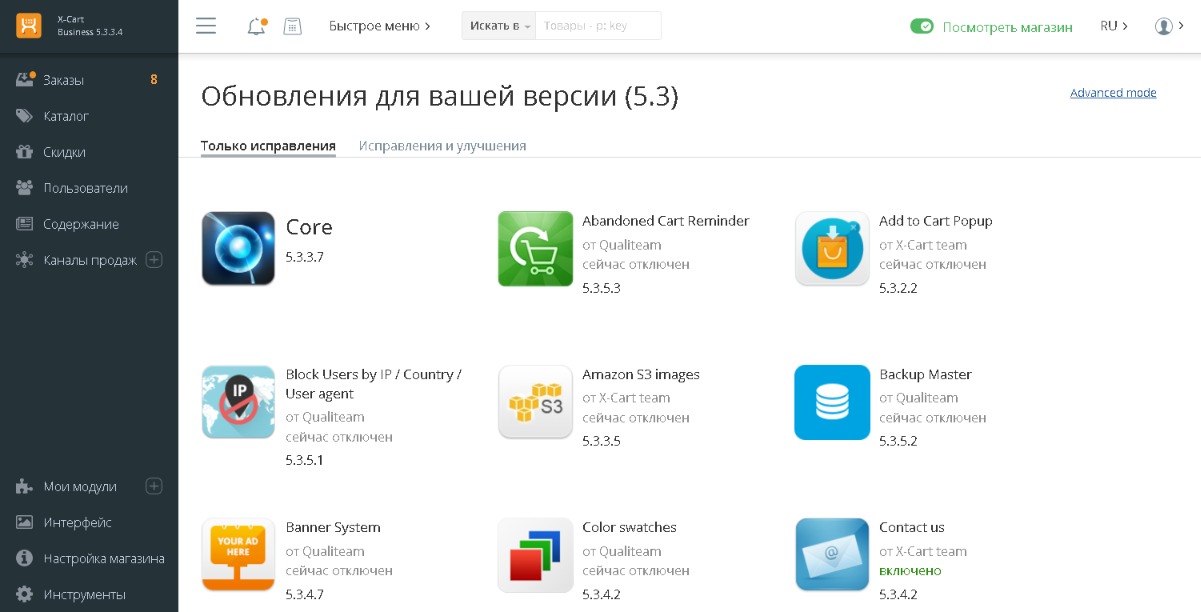 X-Cart
Business 5.3.3.4
Быстрое меню
Искать в
Товары - p: key
Посмотреть магазин
RU
Заказы 8
Каталог
Скидки
Пользователи
Содержание
Каналы продаж
Мои модули
Интерфейс
Настройка магазина
Инструменты
Обновления для вашей версии (5.3)
Advanced mode
Только исправления
Исправления и улучшения
Core
5.3.3.7
Abandoned Cart Reminder
от Qualiteam
сейчас отключен
5.3.5.3
Add to Cart Popup
от X-Cart team
сейчас отключен
5.3.2.2
IP
Block Users by IP / Country /
User agent
от Qualiteam
сейчас отключен
5.3.5.1
S3
Amazon S3 images
от X-Cart team
сейчас отключен
5.3.3.5
Backup Master
от Qualiteam
сейчас отключен
5.3.5.2
YOUR AD
HERE
Banner System
от Qualiteam
сейчас отключен
5.3.4.7
Color swatches
от Qualiteam
сейчас отключен
5.3.4.2
@
Contact us
от X-Cart team
включено
5.3.4.2